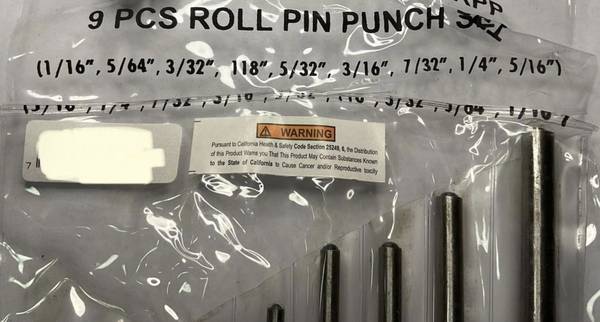 9 PCS ROLL PIN PUNCH SET
(1/16", 5/64", 3/32", 118", 5/32", 3/16", 7/32", 1/4", 5/16")
⚠ WARNING
Pursuant to California Health & Safety Code Section 25249, 6, the Distribution
of this Product Warns you That This Product May Contain Substances Known
to the State of California to Cause Cancer and/or Reproductive toxicity
7